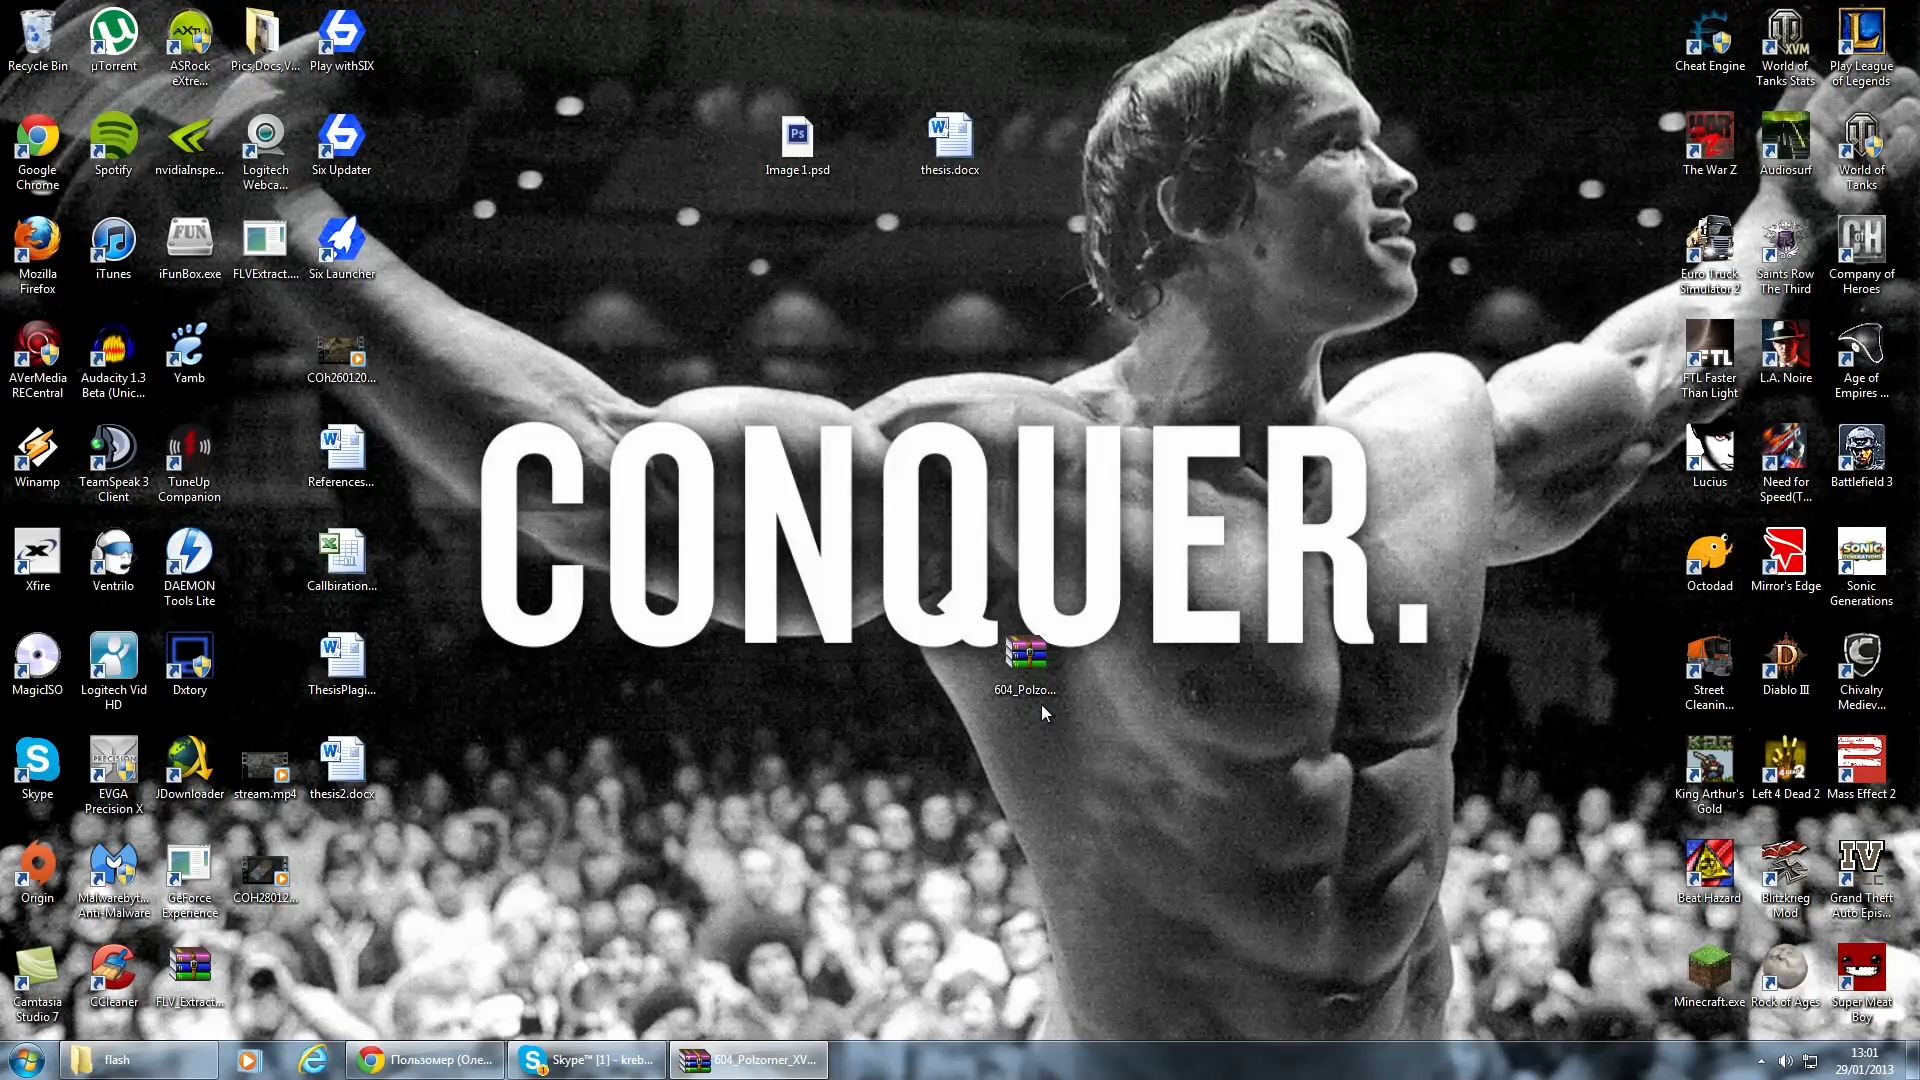 Recycle Bin
µTorrent
ASRock
eXtre...
Pics,Docs,V...
Play withSIX
Google
Chrome
Spotify
nvidiaInspe...
Logitech
Webca...
Six Updater
Mozilla
Firefox
iTunes
FUN
iFunBox.exe
FLVExtract....
Six Launcher
AVerMedia
RECentral
Audacity 1.3
Beta (Unic...
Yamb
COh260120...
Winamp
TeamSpeak 3
Client
TuneUp
Companion
References...
Xfire
Ventrilo
DAEMON
Tools Lite
Callbiration...
MagicISO
Logitech Vid
HD
Dxtory
ThesisPlagi...
Skype
PRECISION
EVGA
Precision X
JDownloader
stream.mp4
thesis2.docx
Origin
Malwarebyt...
Anti-Malware
GeForce
Experience
COH28012...
Camtasia
Studio 7
CCleaner
FLV_Extract...
Ps
Image 1.psd
thesis.docx
CONQUER.
604_Polzo...
Cheat Engine
XVM
World of
Tanks Stats
Play League
of Legends
The War Z
Audiosurf
World of
Tanks
Euro Truck
Simulator 2
Saints Row
The Third
Company of
Heroes
FTL
FTL Faster
Than Light
L.A. Noire
Age of
Empires ...
Lucius
Need for
Speed(T...
Battlefield 3
Octodad
Mirror's Edge
SONIC
Sonic
Generations
Street
Cleanin...
Diablo III
Chivalry
Mediev...
King Arthur's
Gold
Left 4 Dead 2
Mass Effect 2
Beat Hazard
Blitzkrieg
Mod
IV
Grand Theft
Auto Epis...
Minecraft.exe
Rock of Ages
Super Meat
Boy
flash
Пользомер (Оле...
Skype™ [1] - kreb...
604_Polzomer_XV...
13:01
29/01/2013